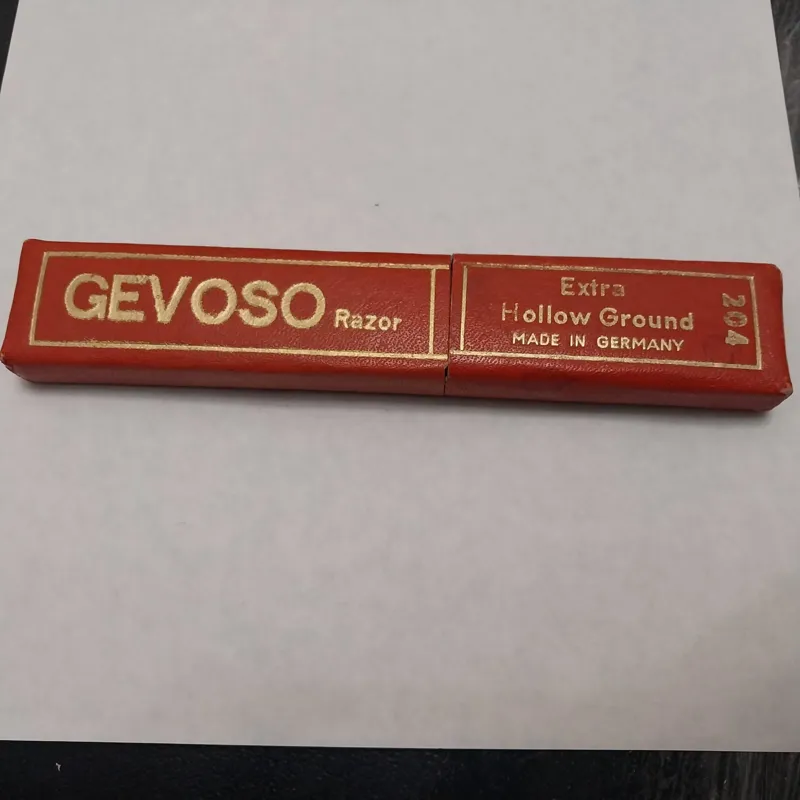 GEVOSO Razor
Extra
Hollow Ground
MADE IN GERMANY
204